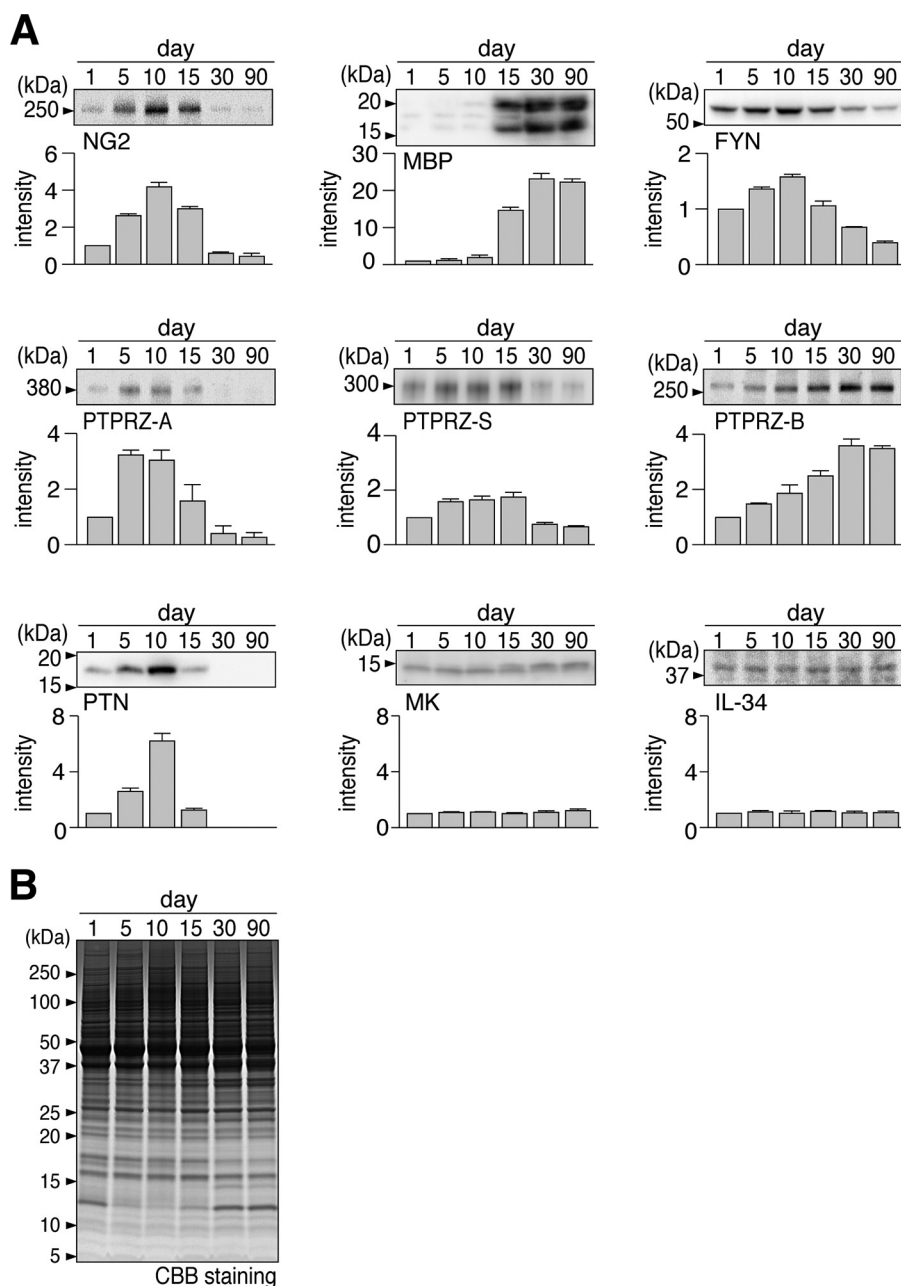 A
day
(kDa) 1 5 10 15 30 90
250
NG2
6
4
2
0
intensity
day
(kDa) 1 5 10 15 30 90
20
15
MBP
30
20
10
0
intensity
day
(kDa) 1 5 10 15 30 90
50
FYN
2
1
0
intensity
day
(kDa) 1 5 10 15 30 90
380
PTPRZ-A
4
2
0
intensity
day
(kDa) 1 5 10 15 30 90
300
PTPRZ-S
4
2
0
intensity
day
(kDa) 1 5 10 15 30 90
250
PTPRZ-B
4
2
0
intensity
day
(kDa) 1 5 10 15 30 90
20
15
PTN
8
4
0
intensity
day
(kDa) 1 5 10 15 30 90
15
MK
8
4
0
intensity
day
(kDa) 1 5 10 15 30 90
37
IL-34
8
4
0
intensity
B
day
(kDa) 1 5 10 15 30 90
250
100
50
37
25
20
15
10
5
CBB staining